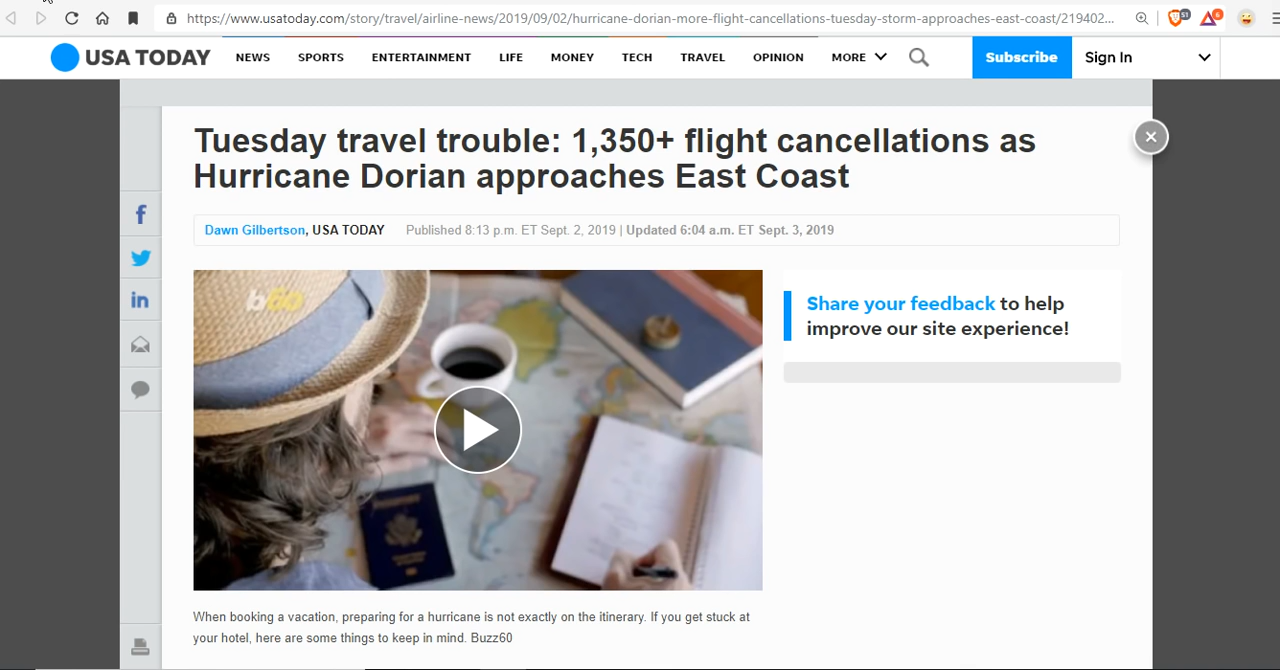 https://www.usatoday.com/story/travel/airline-news/2019/09/02/hurricane-dorian-more-flight-cancellations-tuesday-storm-approaches-east-coast/219402...
51
6
USA TODAY
NEWS
SPORTS
ENTERTAINMENT
LIFE
MONEY
TECH
TRAVEL
OPINION
MORE
Subscribe
Sign In
Tuesday travel trouble: 1,350+ flight cancellations as
Hurricane Dorian approaches East Coast
Dawn Gilbertson, USA TODAY Published 8:13 p.m. ET Sept. 2, 2019 | Updated 6:04 a.m. ET Sept. 3, 2019
b60
PASSPORT
Share your feedback to help
improve our site experience!
When booking a vacation, preparing for a hurricane is not exactly on the itinerary. If you get stuck at
your hotel, here are some things to keep in mind. Buzz60